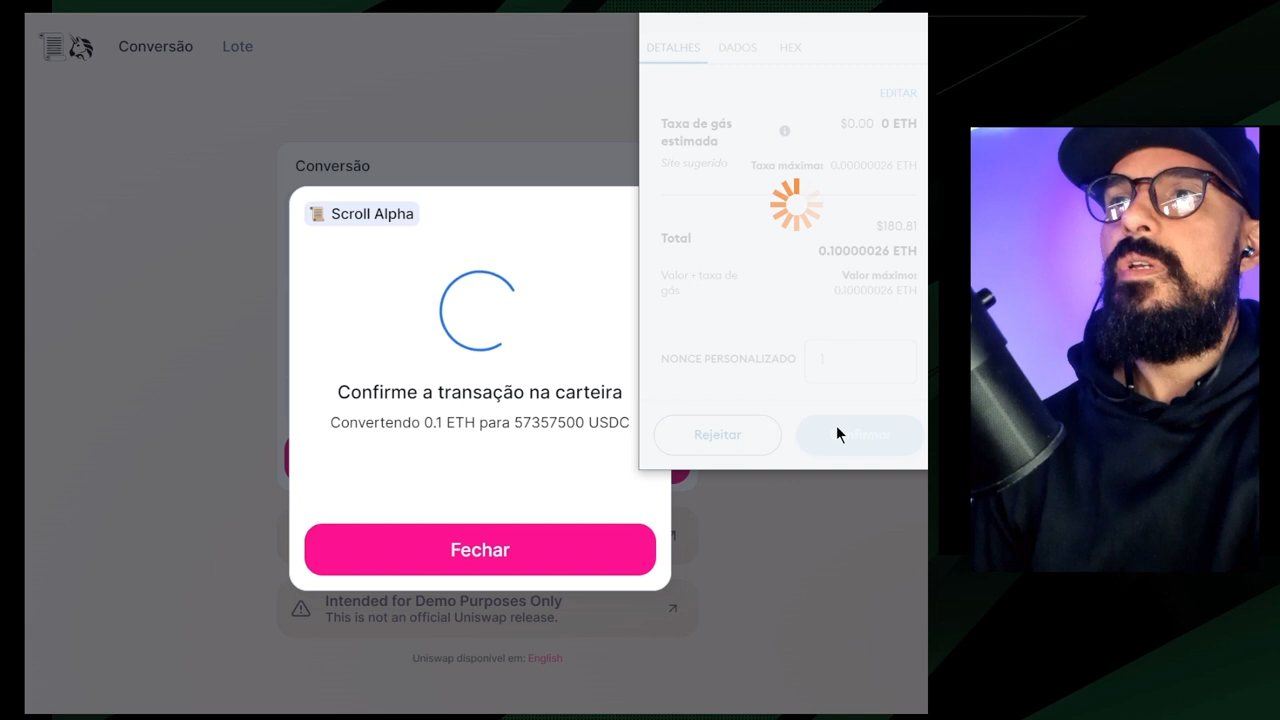 Conversão
Lote
Conversão
Scroll Alpha
Confirme a transação na carteira
Convertendo 0.1 ETH para 57357500 USDC
Fechar
Intended for Demo Purposes Only
This is not an official Uniswap release.
Uniswap disponível em: English
DETALHES
DADOS
HEX
EDITAR
Taxa de gás estimada
$0.00 0 ETH
Site sugerida
Taxa máxima: 0.00000026 ETH
$180.81
Total
0.10000026 ETH
Valor + taxa de gás
Valor máximo:
0.10000026 ETH
NONCE PERSONALIZADO
1
Rejeitar